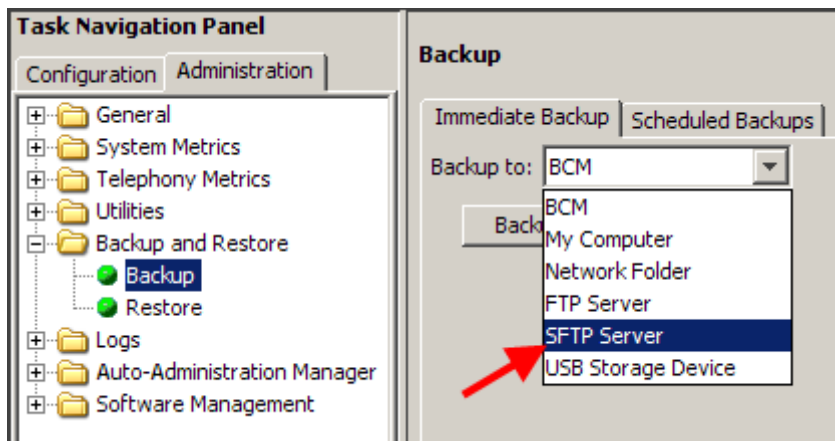 Task Navigation Panel
Configuration
Administration
General
System Metrics
Telephony Metrics
Utilities
Backup and Restore
Backup
Restore
Logs
Auto-Administration Manager
Software Management
Backup
Immediate Backup
Scheduled Backups
Backup to: BCM
BCM
My Computer
Network Folder
FTP Server
SFTP Server
USB Storage Device